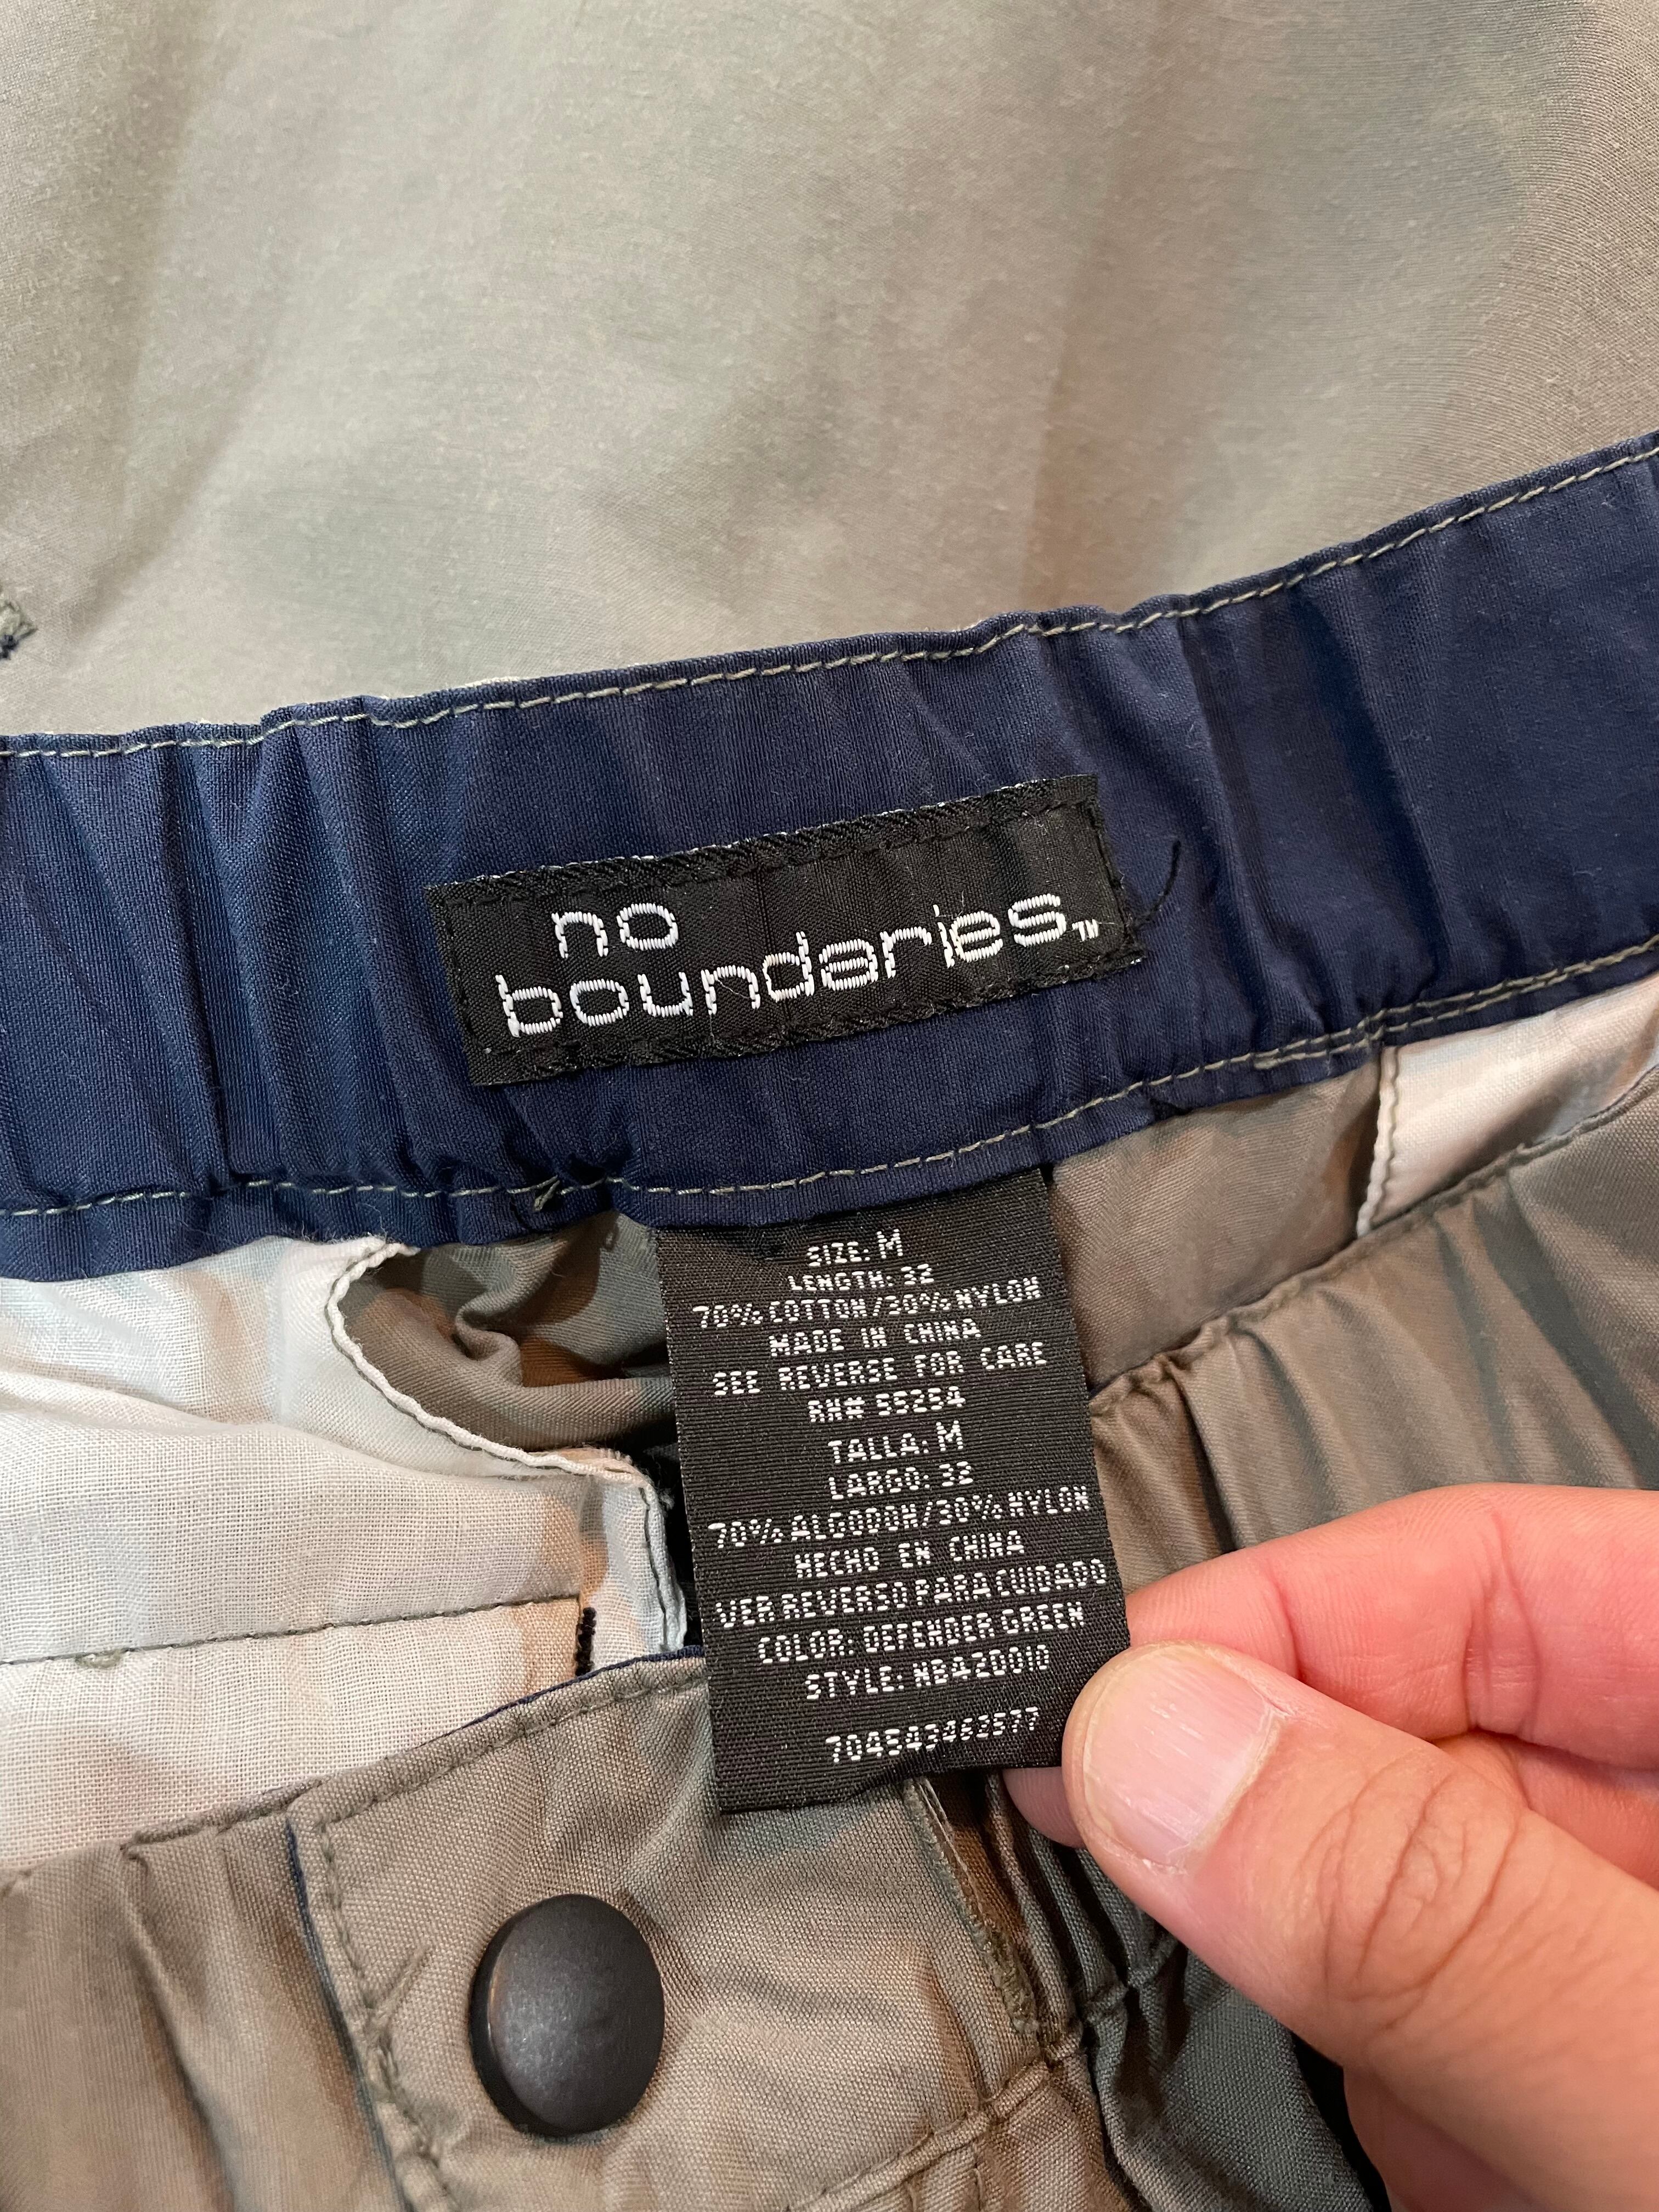 no
boundaries™
SIZE: M
LENGTH: 32
70% COTTON/30% NYLON
MADE IN CHINA
SEE REVERSE FOR CARE
RN# 55254
TALLA: M
LARGO: 32
70% ALGODON/30% NYLON
HECHO EN CHINA
VER REVERSO PARA CUIDADO
COLOR: DEFENDER GREEN
STYLE: NB420010
704543462577